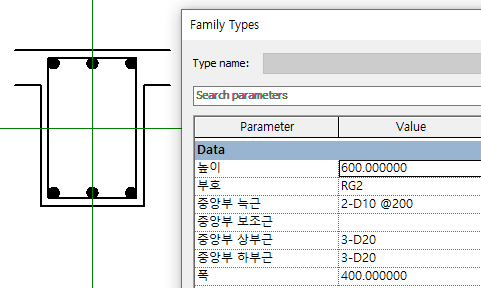 Family Types
Type name:
Search parameters
Parameter Value
Data
높이 600.000000
부호 RG2
중앙부 늑근 2-D10 @200
중앙부 보조근
중앙부 상부근 3-D20
중앙부 하부근 3-D20
폭 400.000000